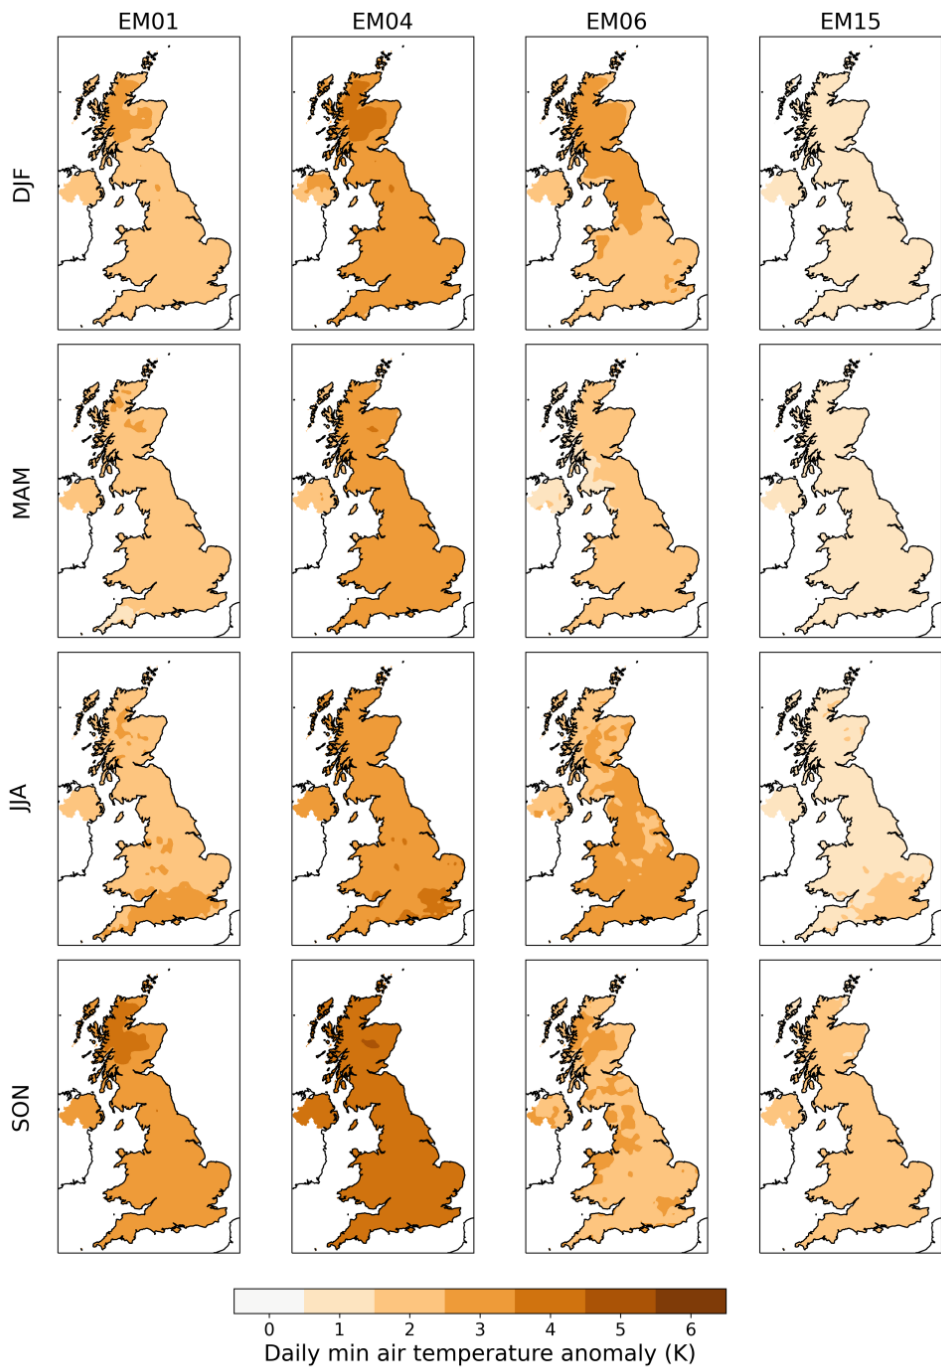 EM01 EM04 EM06 EM15
DJF
MAM
JJA
SON
0 1 2 3 4 5 6
Daily min air temperature anomaly (K)